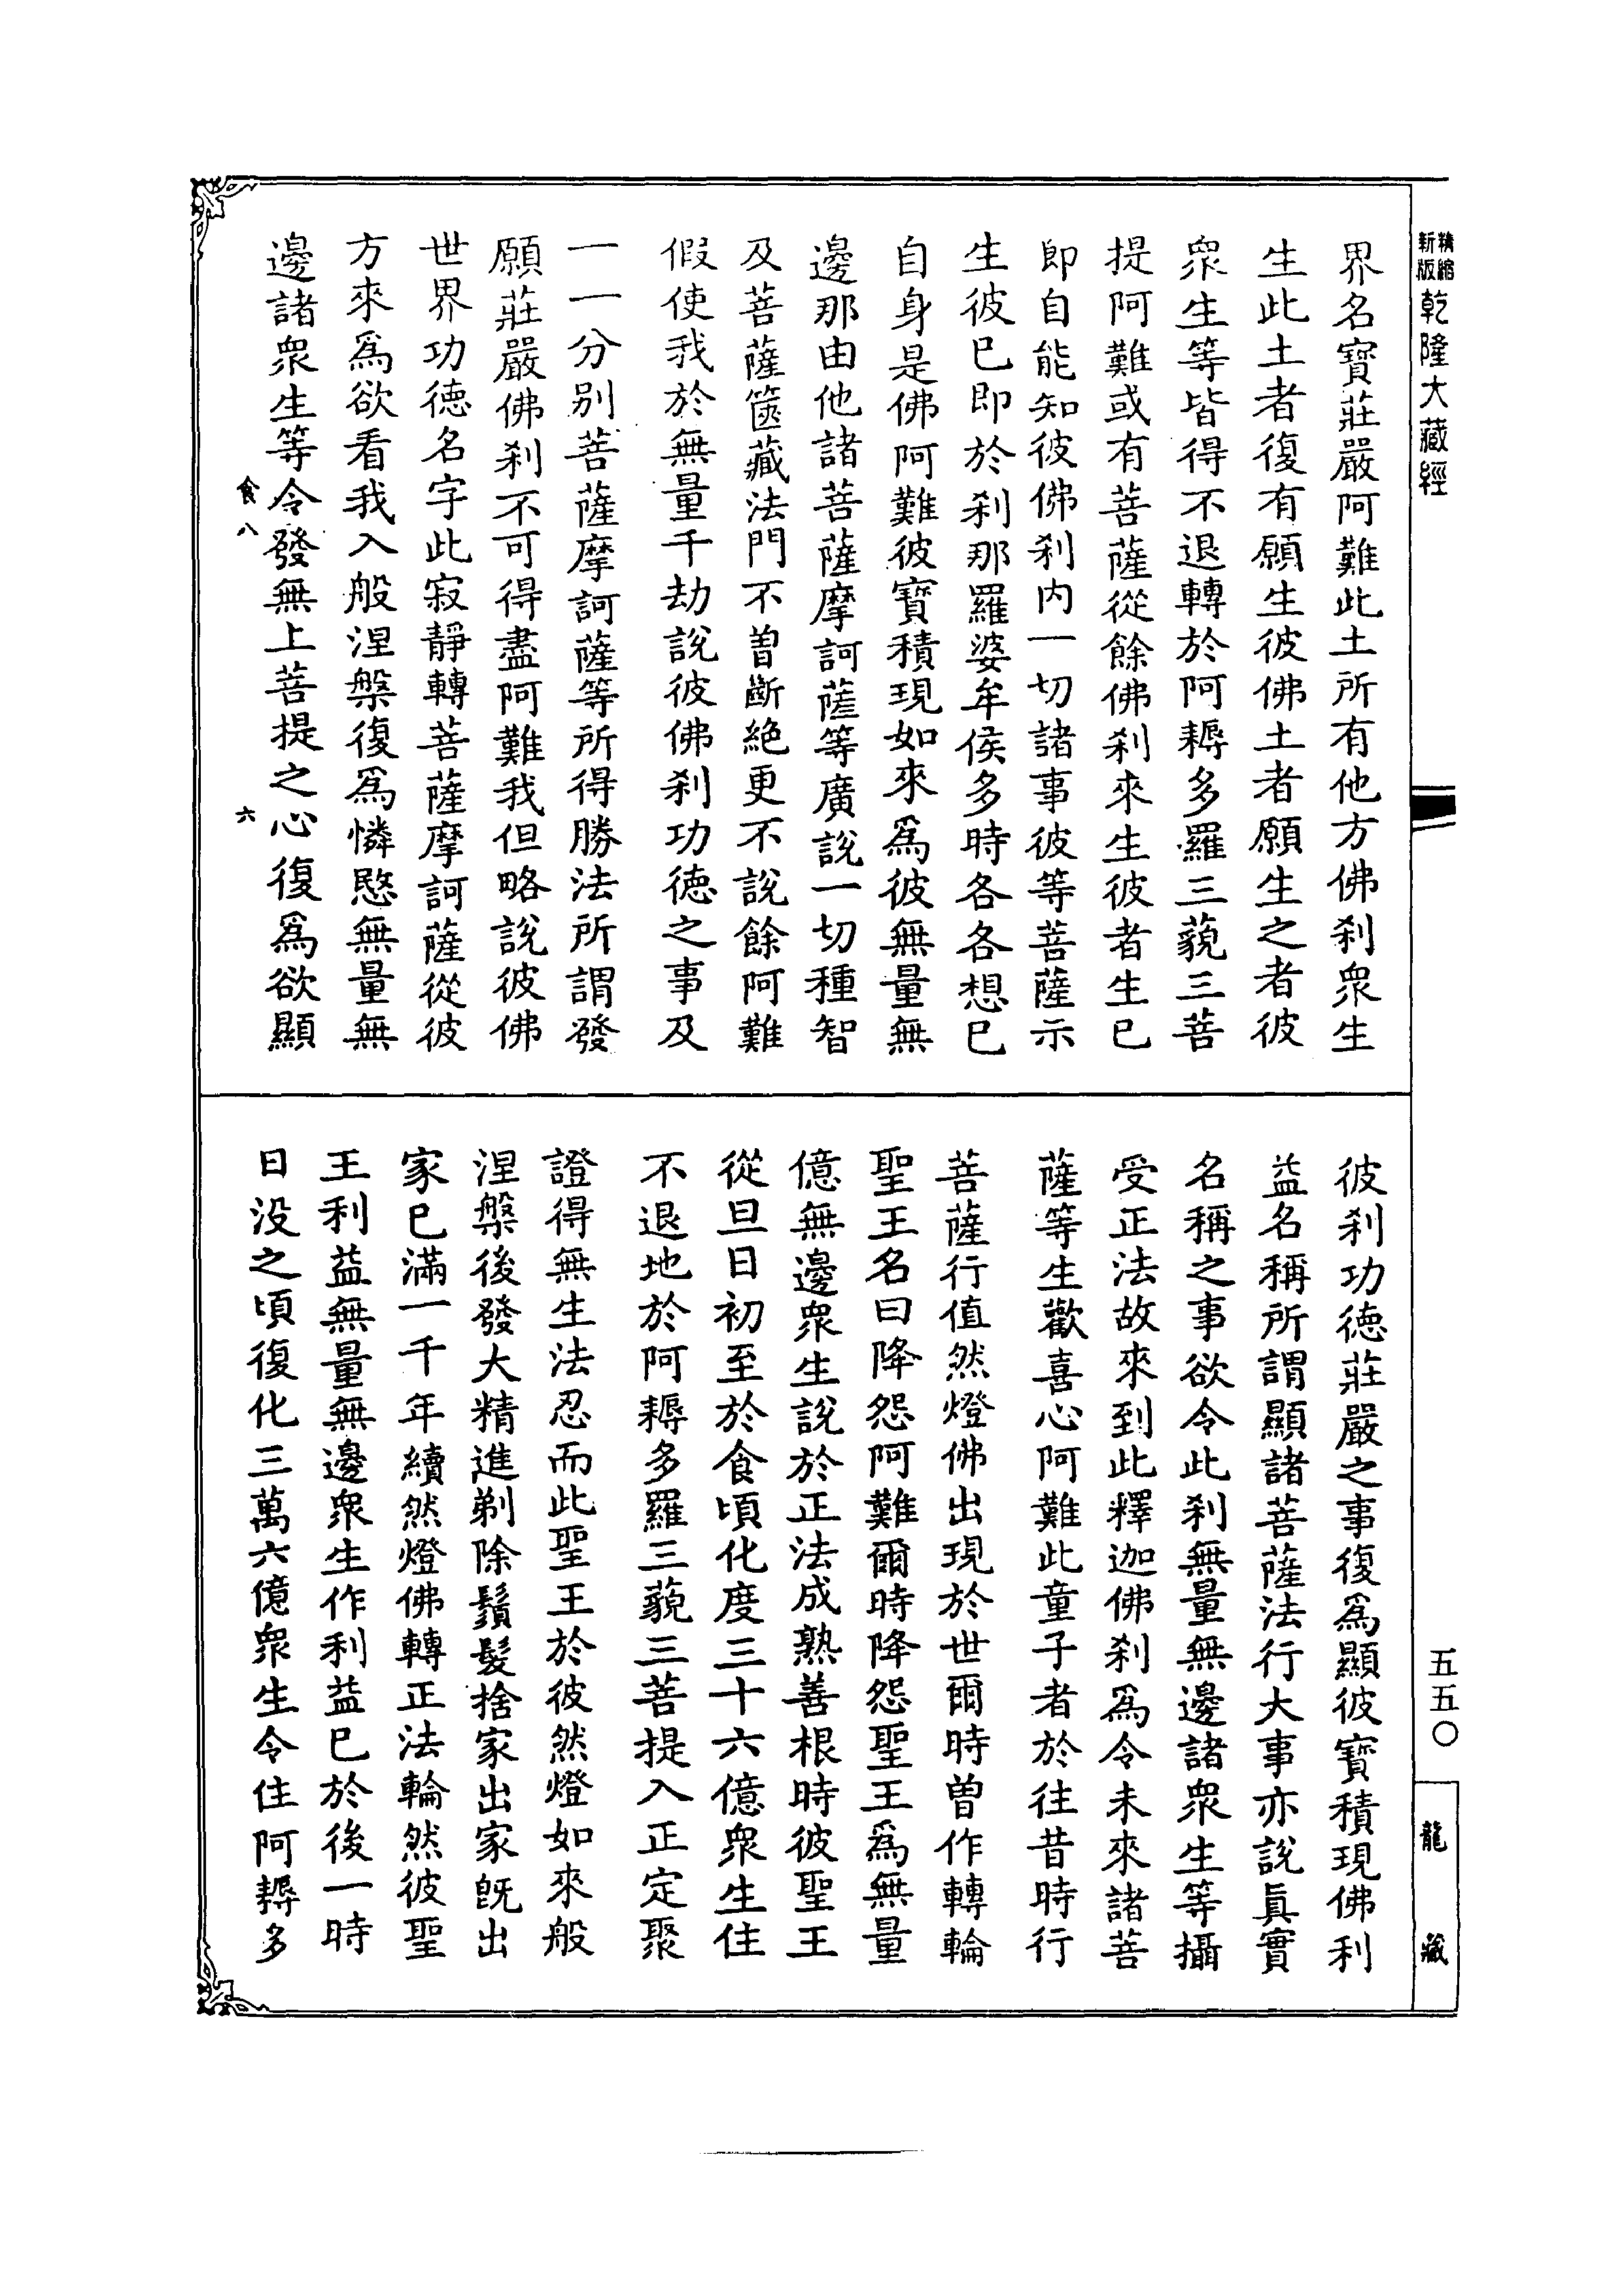 精縮
新版
乾隆大藏經
界名寶莊嚴阿難此土所有他方佛刹衆生
生此土者復有願生彼佛土者願生之者彼
衆生等皆得不退轉於阿耨多羅三藐三菩
提阿難或有菩薩從餘佛刹來生彼者生已
即自能知彼佛刹内一切諸事彼等菩薩示
生彼已即於刹那羅婆牟侯多時各各想已
自身是佛阿難彼寶積現如來爲彼無量無
邊那由他諸菩薩摩訶薩等廣説一切種智
及菩薩篋藏法門不曽斷絶更不説餘阿難
假使我於無量千劫説彼佛刹功德之事及
一一分別菩薩摩訶薩等所得勝法所謂發
願莊嚴佛刹不可得盡阿難我但略説彼佛
世界功德名字此寂靜轉菩薩摩訶薩從彼
方來爲欲看我入般涅槃復爲憐愍無量無
邊諸衆生等令發無上菩提之心復爲欲顯
食八
六
彼刹功德莊嚴之事復爲顯彼寶積現佛利
益名稱所謂顯諸菩薩法行大事亦説眞實
名稱之事欲令此刹無量無邊諸衆生等攝
受正法故來到此釋迦佛刹爲令未來諸菩
薩等生歡喜心阿難此童子者於往昔時行
菩薩行值然燈佛出現於世爾時曽作轉輪
聖王名曰降怨阿難爾時降怨聖王爲無量
億無邊衆生説於正法成熟善根時彼聖王
從旦日初至於食頃化度三十六億衆生住
不退地於阿耨多羅三藐三菩提入正定聚
證得無生法忍而此聖王於彼然燈如來般
涅槃後發大精進剃除鬚髮捨家出家旣出
家已滿一千年續然燈佛轉正法輪然彼聖
王利益無量無邊衆生作利益已於後一時
日没之頃復化三萬六億衆生令住阿耨多
五五〇
龍藏